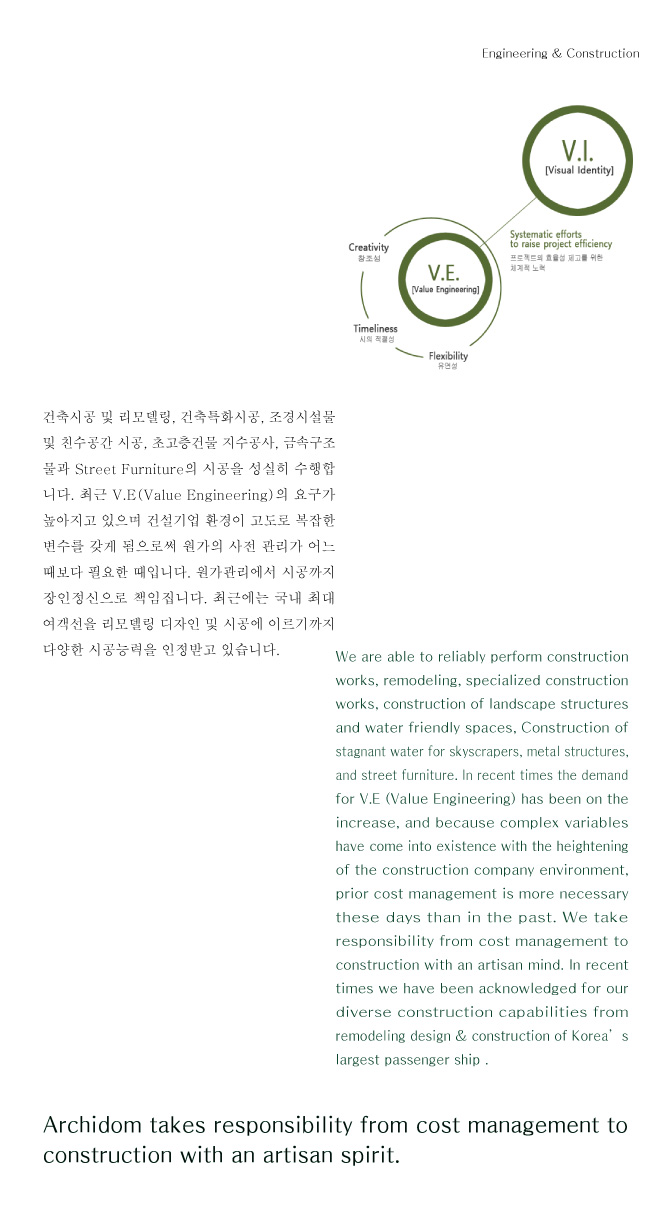 Engineering & Construction
V.I.
[Visual Identity]
Systematic efforts
to raise project efficiency
프로젝트의 효율성 제고를 위한
체계적 노력
Creativity
창조성
V.E.
[Value Engineering]
Timeliness
시의 적절성
Flexibility
유연성
건축시공 및 리모델링, 건축특화시공, 조경시설물
및 친수공간 시공, 초고층건물 지수공사, 금속구조
물과 Street Furniture의 시공을 성실히 수행합
니다. 최근 V.E(Value Engineering)의 요구가
높아지고 있으며 건설기업 환경이 고도로 복잡한
변수를 갖게 됨으로써 원가의 사전 관리가 어느
때보다 필요한 때입니다. 원가관리에서 시공까지
장인정신으로 책임집니다. 최근에는 국내 최대
여객선을 리모델링 디자인 및 시공에 이르기까지
다양한 시공능력을 인정받고 있습니다.
We are able to reliably perform construction
works, remodeling, specialized construction
works, construction of landscape structures
and water friendly spaces, Construction of
stagnant water for skyscrapers, metal structures,
and street furniture. In recent times the demand
for V.E (Value Engineering) has been on the
increase, and because complex variables
have come into existence with the heightening
of the construction company environment,
prior cost management is more necessary
these days than in the past. We take
responsibility from cost management to
construction with an artisan mind. In recent
times we have been acknowledged for our
diverse construction capabilities from
remodeling design & construction of Korea’s
largest passenger ship .
Archidom takes responsibility from cost management to
construction with an artisan spirit.